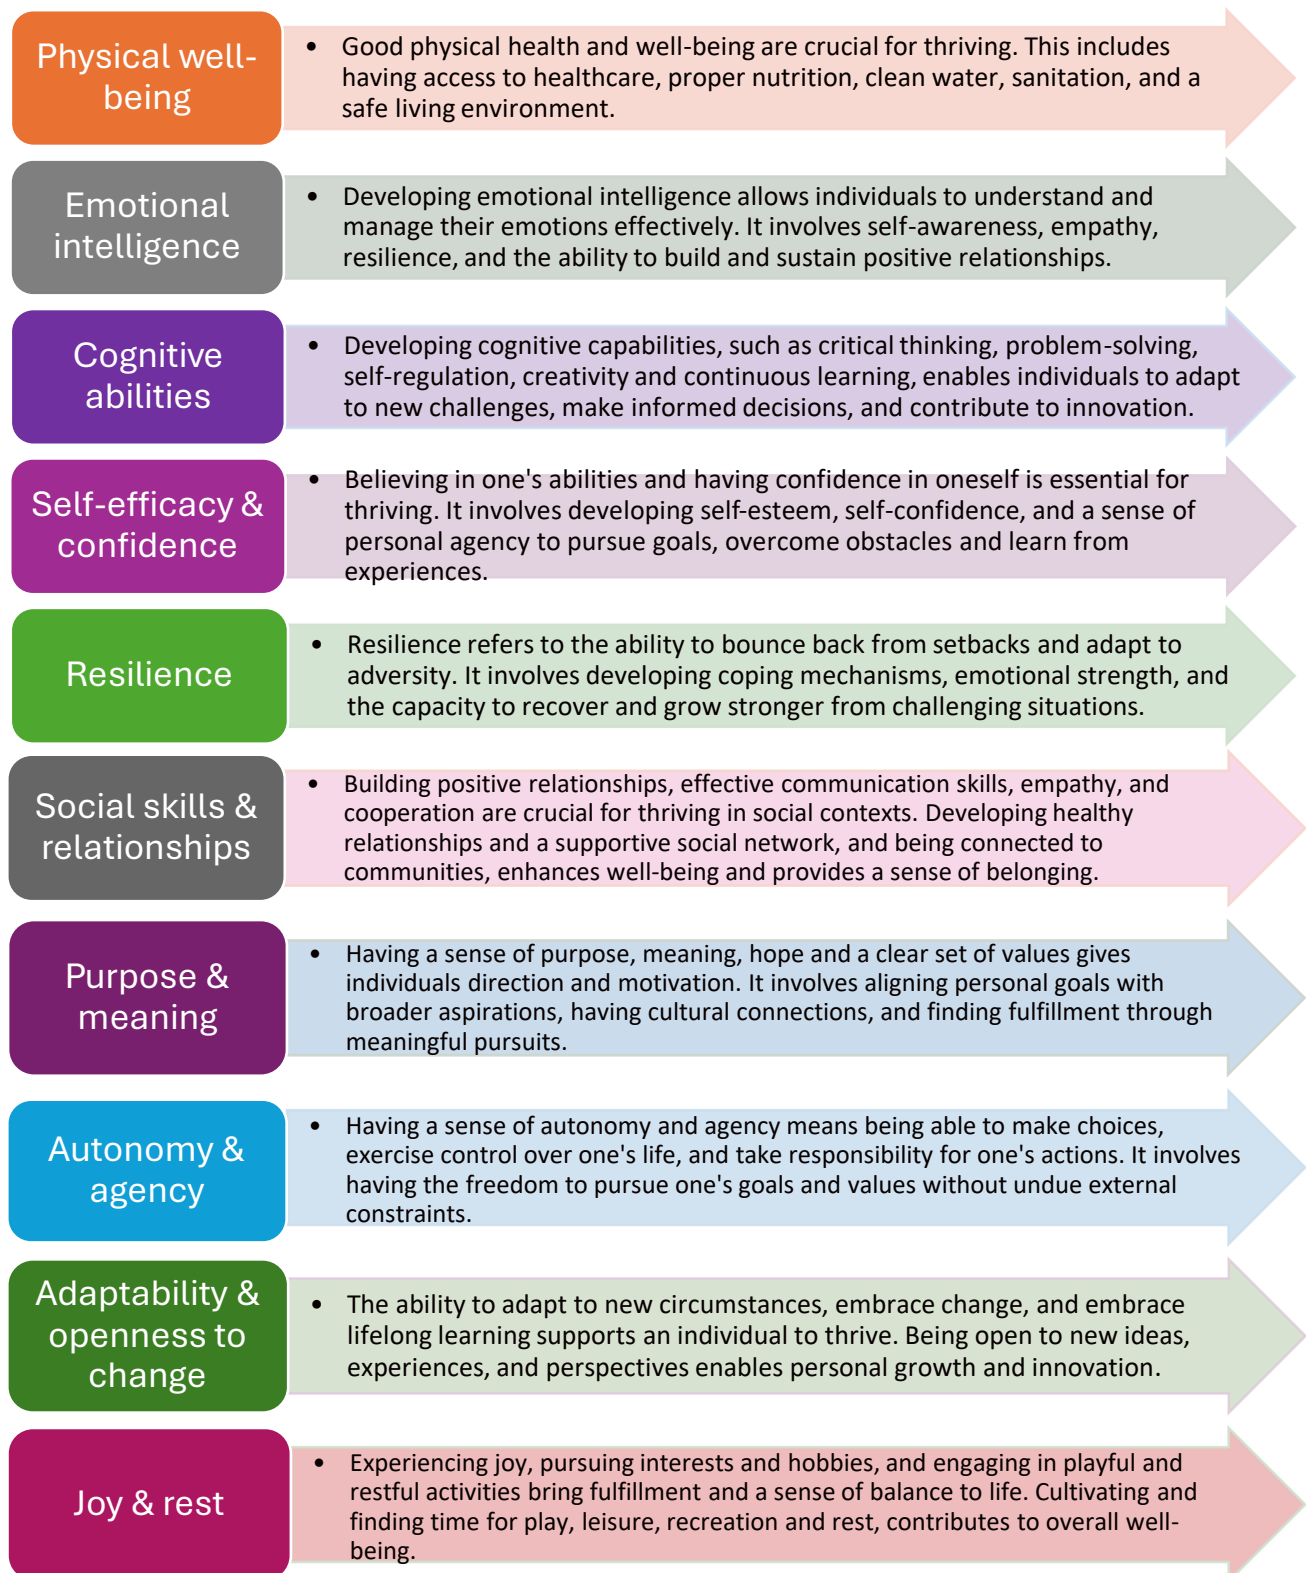 Physical well-
being
• Good physical health and well-being are crucial for thriving. This includes
having access to healthcare, proper nutrition, clean water, sanitation, and a
safe living environment.
Emotional
intelligence
• Developing emotional intelligence allows individuals to understand and
manage their emotions effectively. It involves self-awareness, empathy,
resilience, and the ability to build and sustain positive relationships.
Cognitive
abilities
• Developing cognitive capabilities, such as critical thinking, problem-solving,
self-regulation, creativity and continuous learning, enables individuals to adapt
to new challenges, make informed decisions, and contribute to innovation.
Self-efficacy &
confidence
• Believing in one's abilities and having confidence in oneself is essential for
thriving. It involves developing self-esteem, self-confidence, and a sense of
personal agency to pursue goals, overcome obstacles and learn from
experiences.
Resilience
• Resilience refers to the ability to bounce back from setbacks and adapt to
adversity. It involves developing coping mechanisms, emotional strength, and
the capacity to recover and grow stronger from challenging situations.
Social skills &
relationships
• Building positive relationships, effective communication skills, empathy, and
cooperation are crucial for thriving in social contexts. Developing healthy
relationships and a supportive social network, and being connected to
communities, enhances well-being and provides a sense of belonging.
Purpose &
meaning
• Having a sense of purpose, meaning, hope and a clear set of values gives
individuals direction and motivation. It involves aligning personal goals with
broader aspirations, having cultural connections, and finding fulfillment through
meaningful pursuits.
Autonomy &
agency
• Having a sense of autonomy and agency means being able to make choices,
exercise control over one's life, and take responsibility for one's actions. It involves
having the freedom to pursue one's goals and values without undue external
constraints.
Adaptability &
openness to
change
• The ability to adapt to new circumstances, embrace change, and embrace
lifelong learning supports an individual to thrive. Being open to new ideas,
experiences, and perspectives enables personal growth and innovation.
Joy & rest
• Experiencing joy, pursuing interests and hobbies, and engaging in playful and
restful activities bring fulfillment and a sense of balance to life. Cultivating and
finding time for play, leisure, recreation and rest, contributes to overall well-
being.